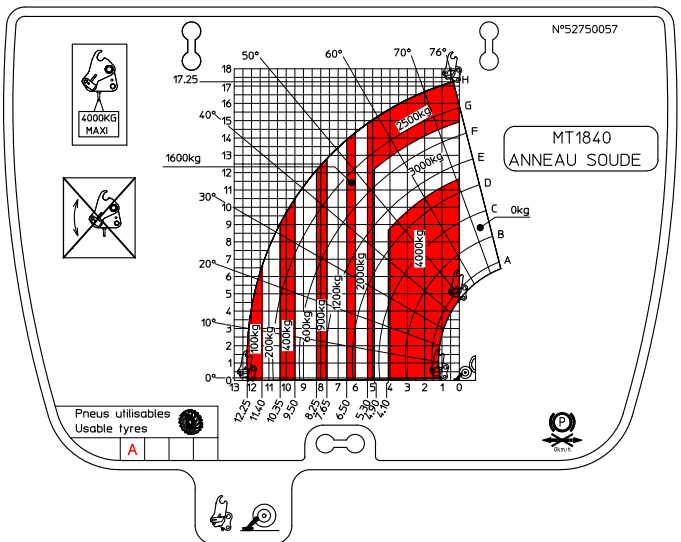 N°52750057
4000KG
MAXI
MT1840
ANNEAU SOUDE
50°
60°
70°
76°
40°
30°
20°
10°
0°
17.25
18
17
16
15
14
13
12
11
10
9
8
7
6
5
4
3
2
1
0
H
G
F
E
D
C
B
A
1600kg
2500kg
3000kg
0kg
4000kg
2000kg
1200kg
900kg
600kg
400kg
200kg
100kg
13 12 11 10 9 8 7 6 5 4 3 2 1 0
12.25
11.40
10.35
9.50
8.25
7.65
6.50
5.30
4.90
4.10
Pneus utilisables
Usable tyres
A
P
0km/h